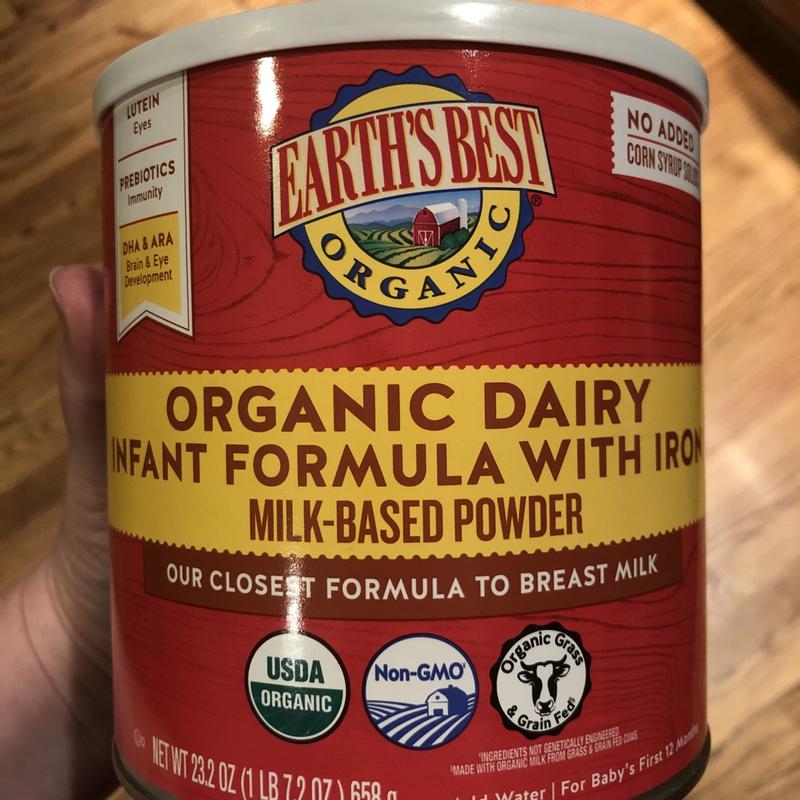 LUTEIN
Eyes
PREBIOTICS
Immunity
DHA & ARA
Brain & Eye
Development
EARTH'S BEST®
ORGANIC
NO ADDED
CORN SYRUP SOLIDS
ORGANIC DAIRY
INFANT FORMULA WITH IRON
MILK-BASED POWDER
OUR CLOSEST FORMULA TO BREAST MILK
USDA
ORGANIC
Non-GMO
Organic Grass
& Grain Fed
INGREDIENTS NOT GENETICALLY ENGINEERED
MADE WITH ORGANIC MILK FROM GRASS & GRAIN FED COWS
NET WT 23.2 OZ (1 LB 7.2 OZ) 658 g
Water | For Baby's First 12 Months